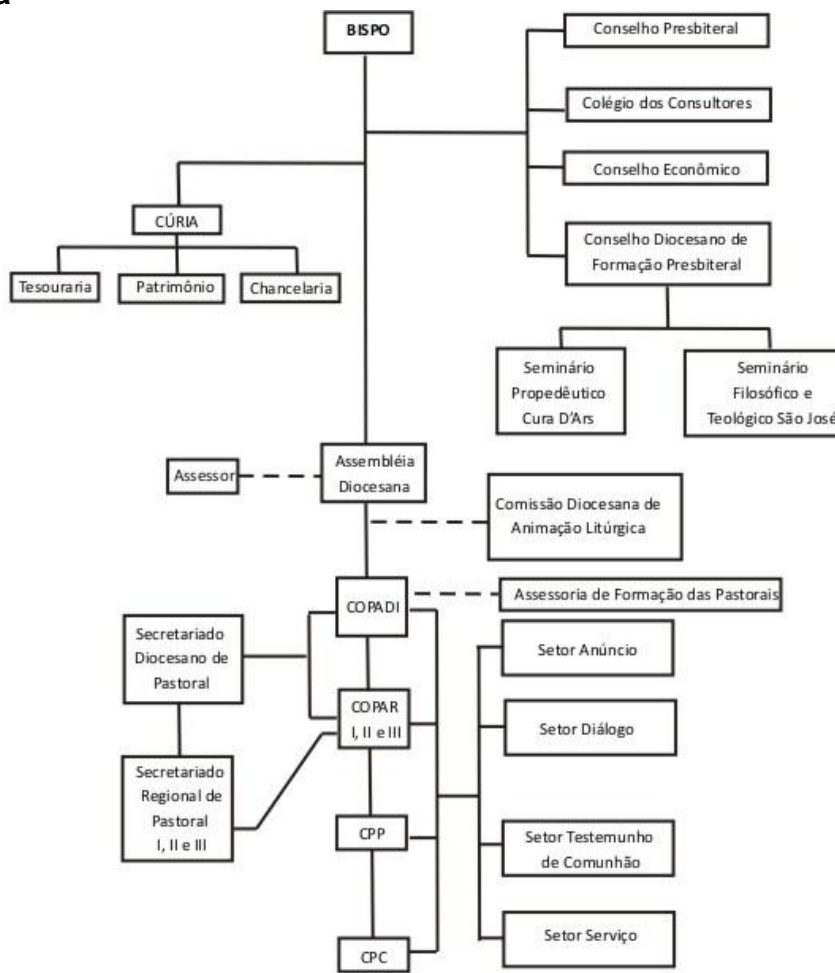 a
BISPO
Conselho Presbiteral
Colégio dos Consultores
Conselho Econômico
Conselho Diocesano de
Formação Presbiteral
CÚRIA
Tesouraria
Patrimônio
Chancelaria
Seminário
Propedêutico
Cura D'Ars
Seminário
Filosófico e
Teológico São José
Assessor
Assembléia
Diocesana
Comissão Diocesana de
Animação Litúrgica
COPADI
Assessoria de Formação das Pastorais
Secretariado
Diocesano de
Pastoral
Setor Anúncio
COPAR
I, II e III
Setor Diálogo
Secretariado
Regional de
Pastoral
I, II e III
CPP
Setor Testemunho
de Comunhão
CPC
Setor Serviço